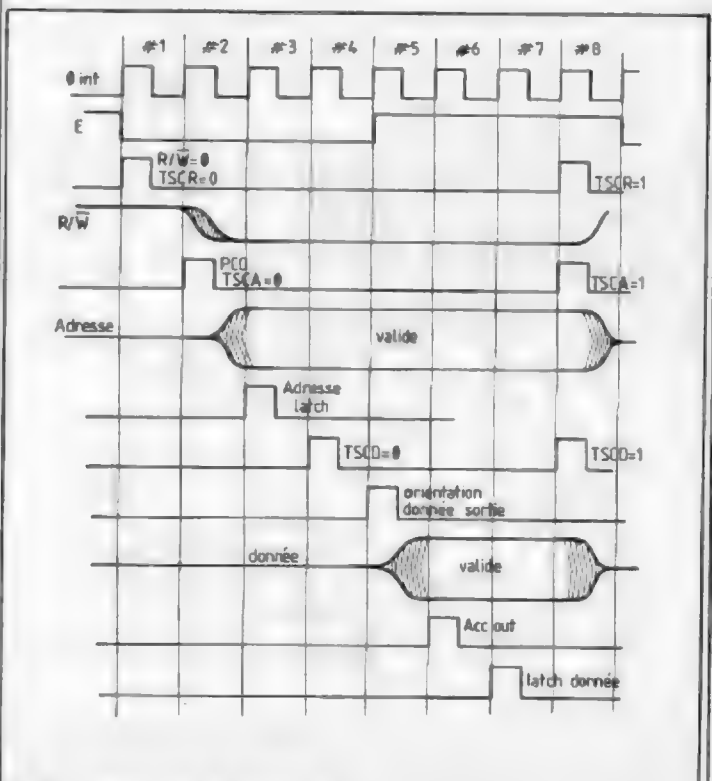 #1 #2 #3 #4 #5 #6 #7 #8
Ø int
E
R/W̅=0
TSCR=0
TSCR=1
R/W̅
PCO
TSCA=0
TSCA=1
Adresse
valide
Adresse
latch
TSCD=0
TSCD=1
orientation
donnée sortie
donnée
valide
Acc out
latch donnée